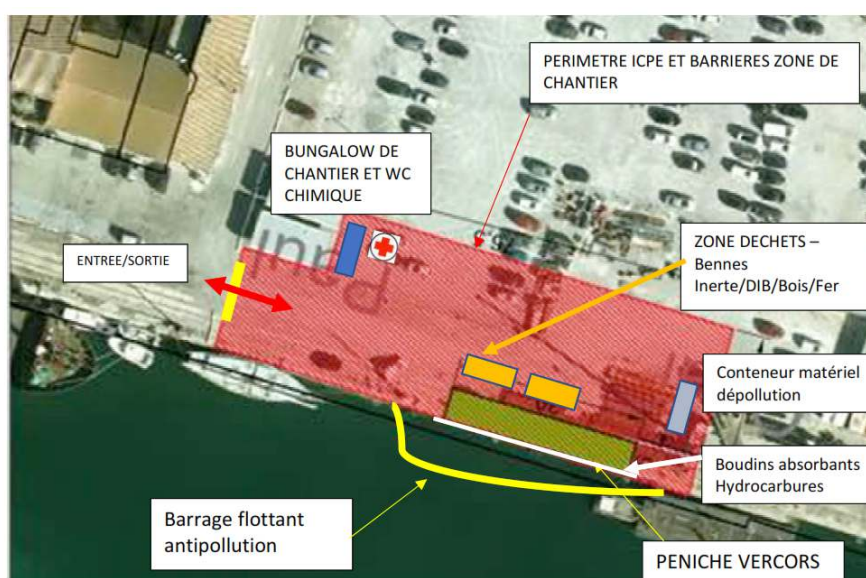 PERIMETRE ICPE ET BARRIERES ZONE DE
CHANTIER
BUNGALOW DE
CHANTIER ET WC
CHIMIQUE
ENTREE/SORTIE
ZONE DECHETS –
Bennes
Inerte/DIB/Bois/Fer
Conteneur matériel
dépollution
Boudins absorbants
Hydrocarbures
Barrage flottant
antipollution
PENICHE VERCORS